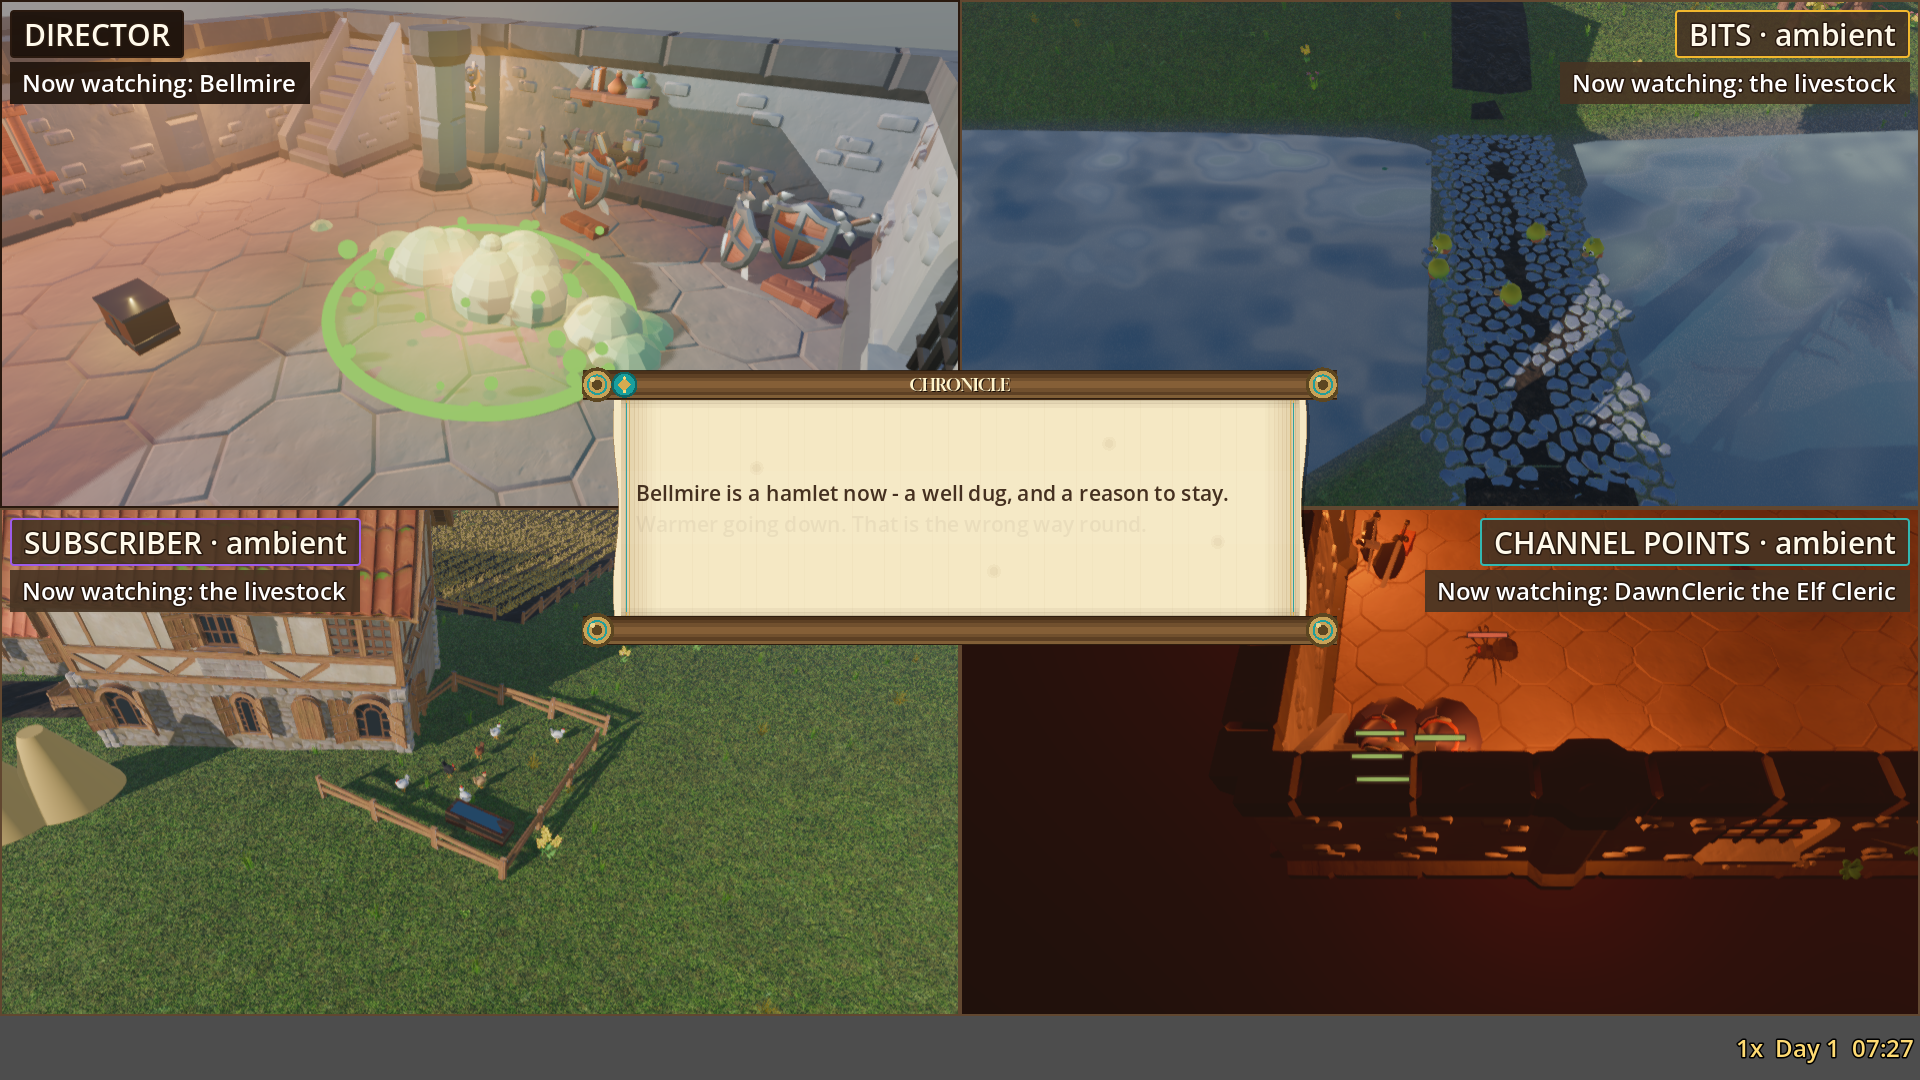 DIRECTOR
Now watching: Bellmire
BITS · ambient
Now watching: the livestock
CHRONICLE
Bellmire is a hamlet now - a well dug, and a reason to stay.
Warmer going down. That is the wrong way round.
SUBSCRIBER · ambient
Now watching: the livestock
CHANNEL POINTS · ambient
Now watching: DawnCleric the Elf Cleric
1x Day 1 07:27